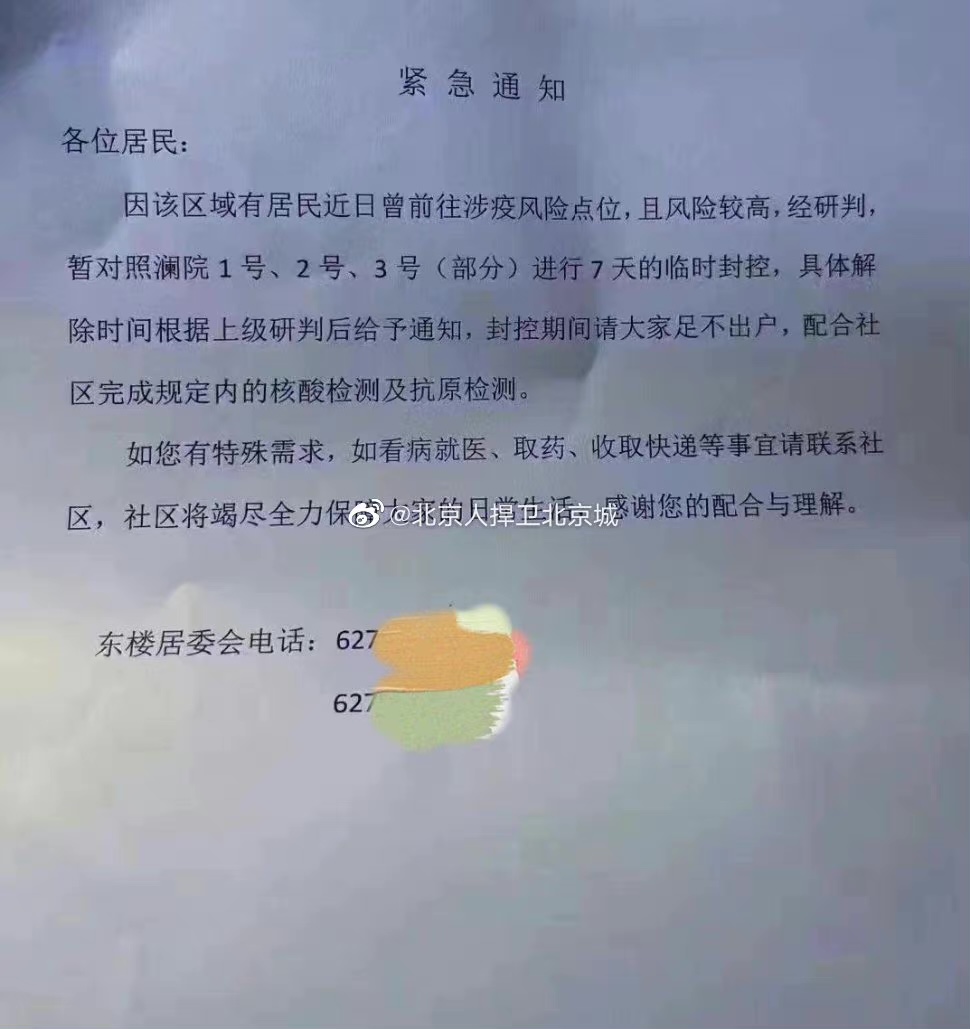 紧急通知
各位居民：
因该区域有居民近日曾前往涉疫风险点位，且风险较高，经研判，
暂对照澜院1号、2号、3号（部分）进行7天的临时封控，具体解
除时间根据上级研判后给予通知，封控期间请大家足不出户，配合社
区完成规定内的核酸检测及抗原检测。
如您有特殊需求，如看病就医、取药、收取快递等事宜请联系社
区，社区将竭尽全力保障大家的日常生活。感谢您的配合与理解。
@北京人捍卫北京城
东楼居委会电话：627
627